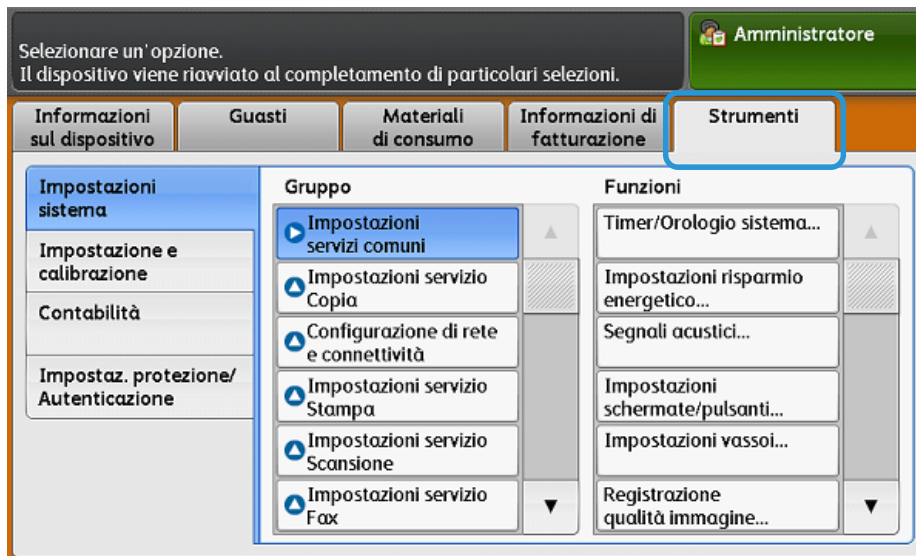 Selezionare un'opzione.
Il dispositivo viene riavviato al completamento di particolari selezioni.
Amministratore
Informazioni
sul dispositivo
Guasti
Materiali
di consumo
Informazioni di
fatturazione
Strumenti
Impostazioni
sistema
Impostazione e
calibrazione
Contabilità
Impostaz. protezione/
Autenticazione
Gruppo
Impostazioni
servizi comuni
Impostazioni servizio
Copia
Configurazione di rete
e connettività
Impostazioni servizio
Stampa
Impostazioni servizio
Scansione
Impostazioni servizio
Fax
Funzioni
Timer/Orologio sistema...
Impostazioni risparmio
energetico...
Segnali acustici...
Impostazioni
schermate/pulsanti...
Impostazioni vassoi...
Registrazione
qualità immagine...